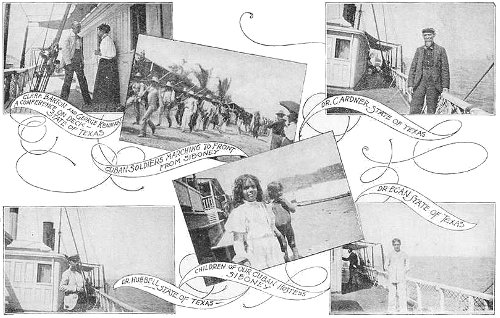 CLARA BARTON AND GEORGE KENNAN
A CONFERENCE ON DECK
STATE OF TEXAS
CUBAN SOLDIERS MARCHING TO FRONT
FROM SIBONEY
DR. GARDNER, STATE OF TEXAS
DR. EGAN, STATE OF TEXAS
CHILDREN OF OUR CUBAN HOSTESS
SIBONEY
DR. HUBBELL, STATE OF TEXAS